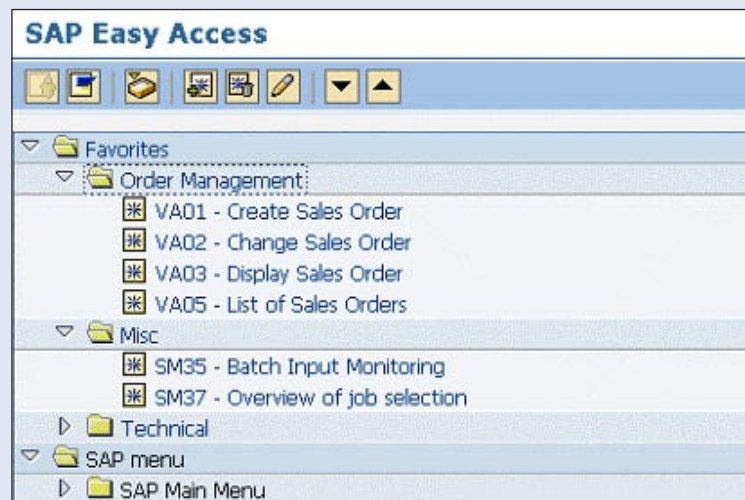 SAP Easy Access
Favorites
Order Management
VA01 - Create Sales Order
VA02 - Change Sales Order
VA03 - Display Sales Order
VA05 - List of Sales Orders
Misc
SM35 - Batch Input Monitoring
SM37 - Overview of job selection
Technical
SAP menu
SAP Main Menu